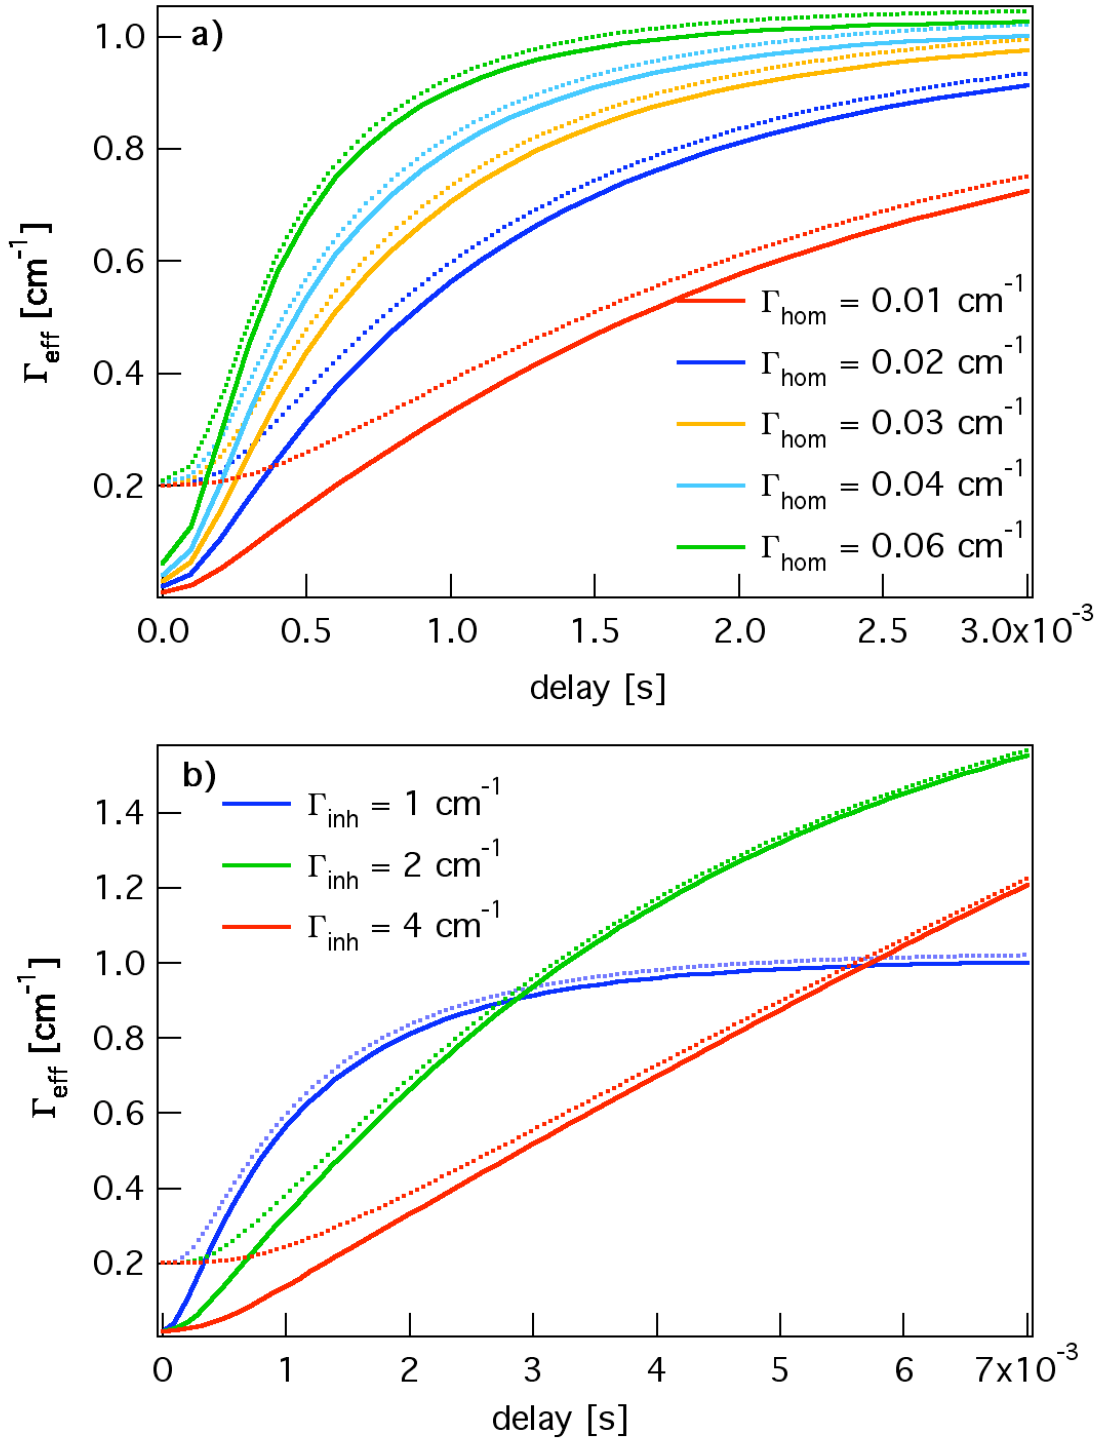 a)
1.0
0.8
0.6
0.4
0.2
Γeff [cm-1]
Γhom = 0.01 cm-1
Γhom = 0.02 cm-1
Γhom = 0.03 cm-1
Γhom = 0.04 cm-1
Γhom = 0.06 cm-1
0.0 0.5 1.0 1.5 2.0 2.5 3.0x10-3
delay [s]
b)
Γinh = 1 cm-1
Γinh = 2 cm-1
Γinh = 4 cm-1
1.4
1.2
1.0
0.8
0.6
0.4
0.2
Γeff [cm-1]
0 1 2 3 4 5 6 7x10-3
delay [s]